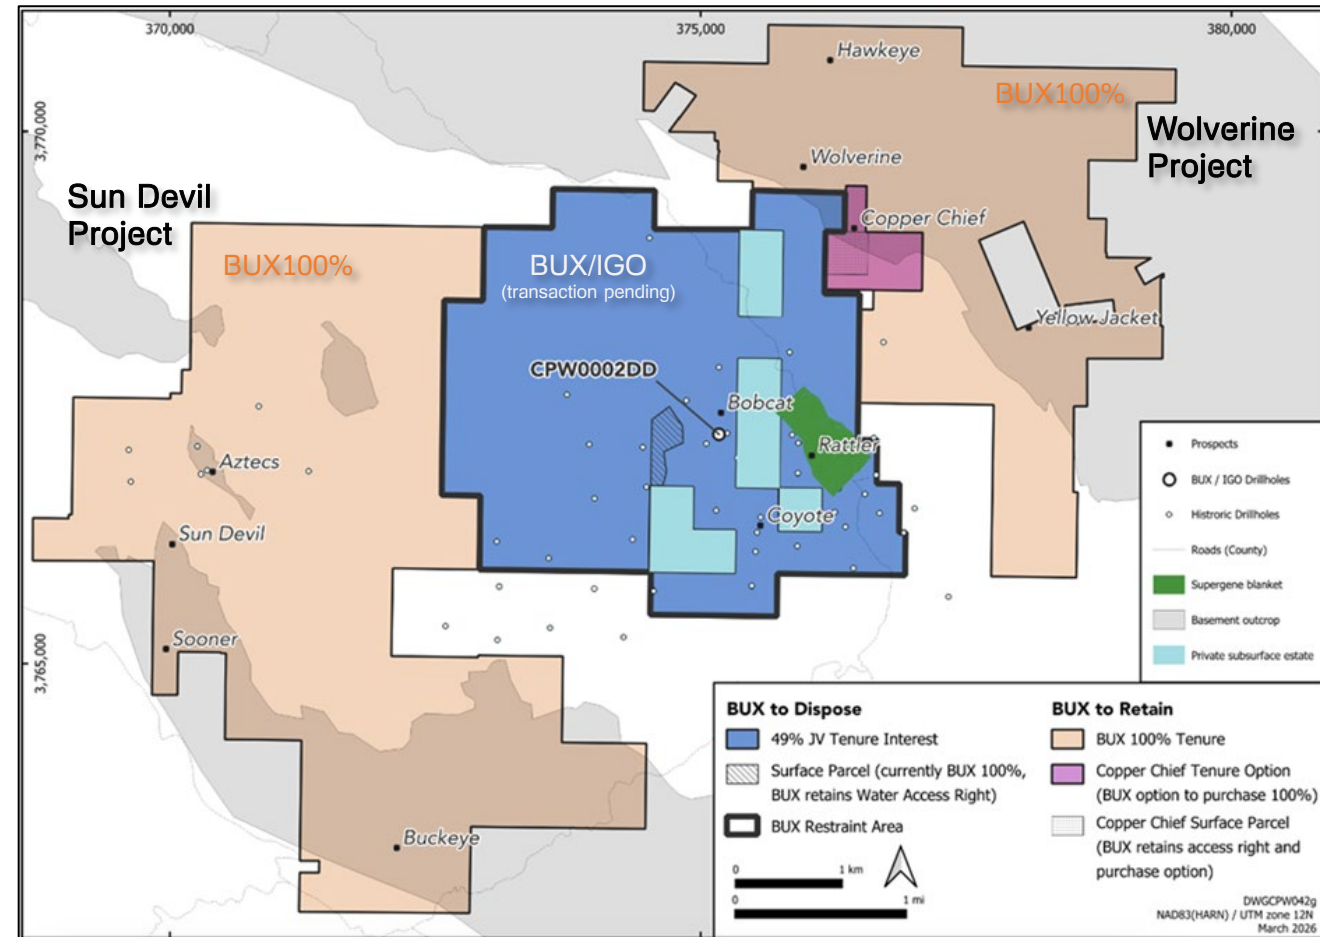 370,000
375,000
380,000
3,770,000
3,765,000
Hawkeye
BUX100%
Wolverine
Project
Wolverine
Sun Devil
Project
Copper Chief
BUX100%
BUX/IGO
(transaction pending)
Yellow Jacket
CPW0002DD
Bobcat
Rattler
Aztecs
Coyote
Sun Devil
Sooner
Buckeye
Prospects
BUX / IGO Drillholes
Histroric Drillholes
Roads (County)
Supergene blanket
Basement outcrop
Private subsurface estate
BUX to Dispose
49% JV Tenure Interest
Surface Parcel (currently BUX 100%,
BUX retains Water Access Right)
BUX Restraint Area
0 1 km
0 1 mi
BUX to Retain
BUX 100% Tenure
Copper Chief Tenure Option
(BUX option to purchase 100%)
Copper Chief Surface Parcel
(BUX retains access right and
purchase option)
DWGCPW042g
NAD83(HARN) / UTM zone 12N
March 2026